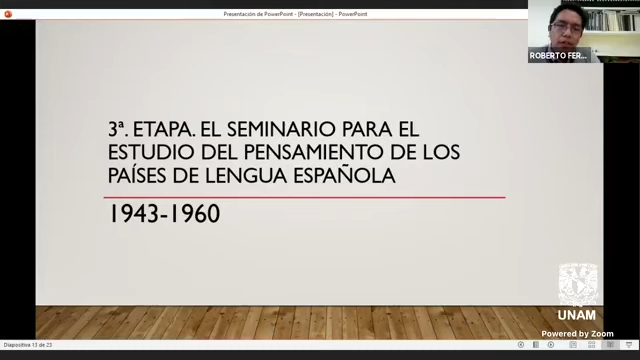 Presentación de PowerPoint - [Presentación] - PowerPoint
ROBERTO FER...
3ª. ETAPA. EL SEMINARIO PARA EL
ESTUDIO DEL PENSAMIENTO DE LOS
PAÍSES DE LENGUA ESPAÑOLA
1943-1960
UNAM
Powered by Zoom
Diapositiva 13 de 23